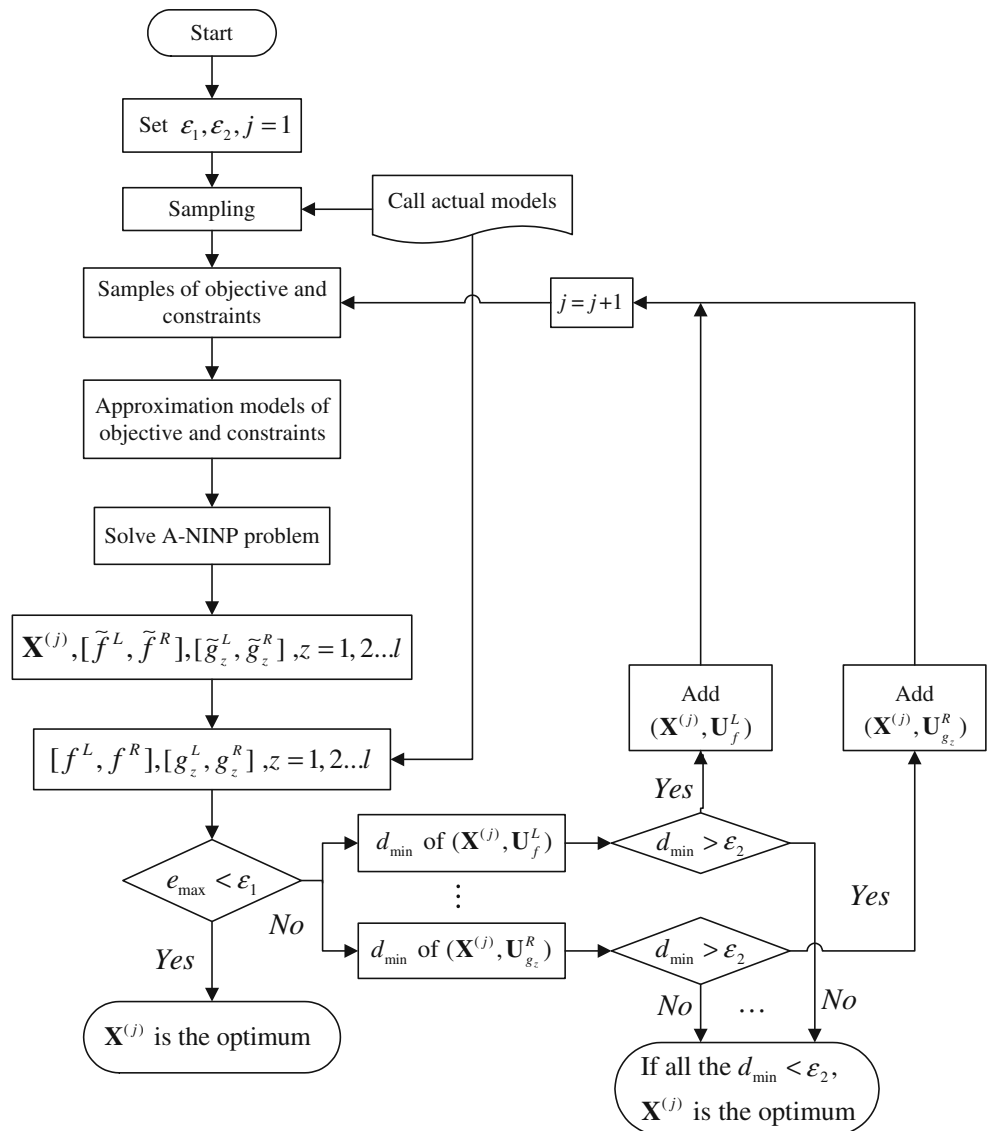 Start
Set ε₁, ε₂, j = 1
Sampling
Call actual models
Samples of objective and
constraints
j = j+1
Approximation models of
objective and constraints
Solve A-NINP problem
X⁽ʲ⁾, [f̃ᴸ, f̃ᴿ], [g̃_z^L, g̃_z^R] , z = 1, 2...l
Add
(X⁽ʲ⁾, U_f^L)
Add
(X⁽ʲ⁾, U_{g_z}^R)
[fᴸ, fᴿ], [g_z^L, g_z^R] , z = 1, 2...l
Yes
d_min of (X⁽ʲ⁾, U_f^L)
d_min > ε₂
e_max < ε₁
⋮
Yes
No
d_min of (X⁽ʲ⁾, U_{g_z}^R)
d_min > ε₂
Yes
No
...
No
X⁽ʲ⁾ is the optimum
If all the d_min < ε₂,
X⁽ʲ⁾ is the optimum